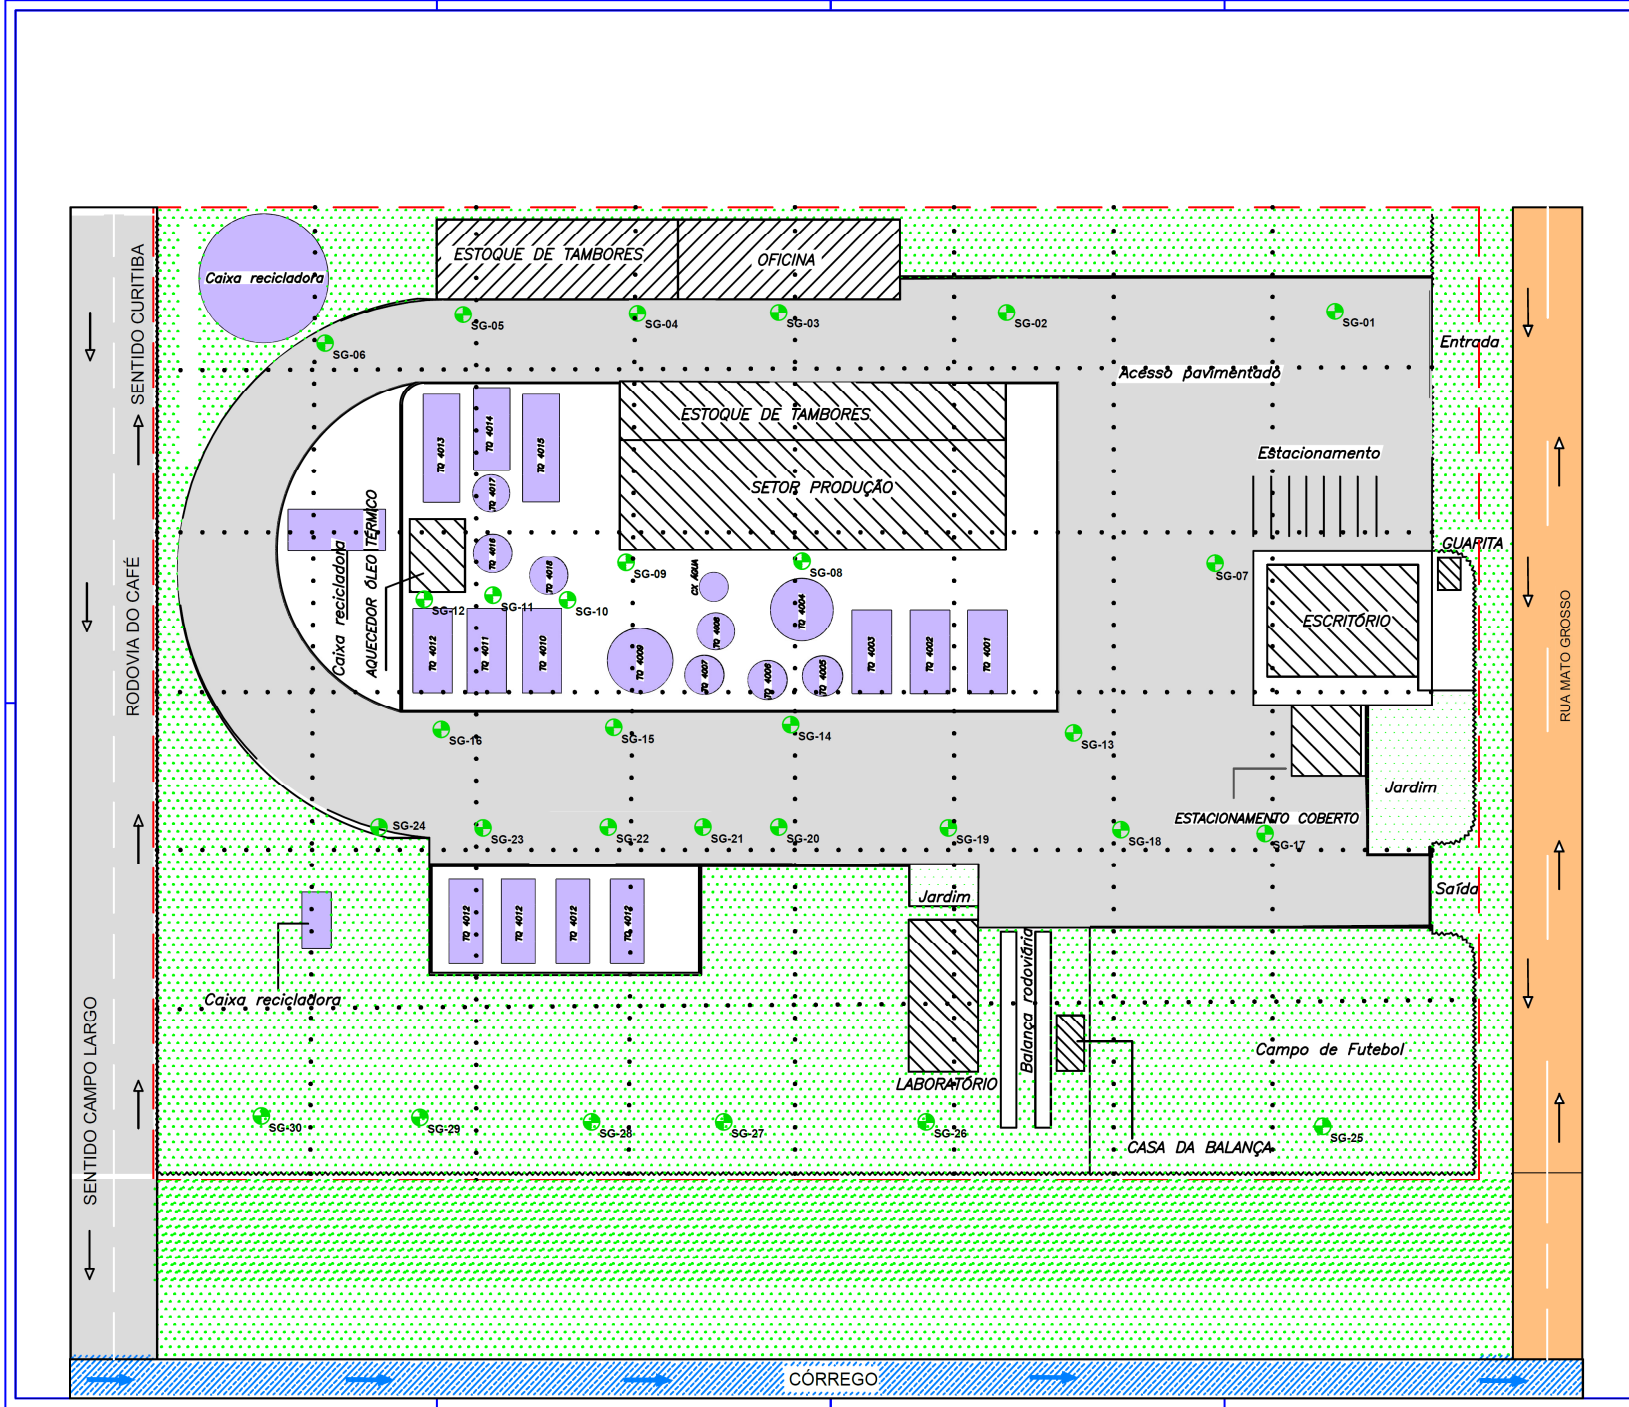 ESTOQUE DE TAMBORES
OFICINA
Caixa recicladora
SENTIDO CURITIBA
SG-05
SG-04
SG-03
SG-02
SG-01
SG-06
Entrada
Acesso pavimentado
ESTOQUE DE TAMBORES
TQ 4013
TQ 4014
TQ 4015
Estacionamento
TQ 4017
SETOR PRODUÇÃO
AQUECEDOR ÓLEO TÉRMICO
Caixa recicladora
GUARITA
TQ 4016
TQ 4018
CX ÁGUA
SG-09
SG-08
SG-07
SG-12
SG-11
SG-10
TQ 4004
ESCRITÓRIO
RODOVIA DO CAFÉ
RUA MATO GROSSO
TQ 4012
TQ 4011
TQ 4010
TQ 4009
TQ 4008
TQ 4007
TQ 4006
TQ 4005
TQ 4003
TQ 4002
TQ 4001
SG-16
SG-15
SG-14
SG-13
Jardim
ESTACIONAMENTO COBERTO
SG-24
SG-23
SG-22
SG-21
SG-20
SG-19
SG-18
SG-17
Saída
Jardim
TQ 4012
TQ 4012
TQ 4012
TQ 4012
Caixa recicladora
Balança rodoviária
SENTIDO CAMPO LARGO
Campo de Futebol
LABORATÓRIO
SG-30
SG-29
SG-28
SG-27
SG-26
SG-25
CASA DA BALANÇA
CÓRREGO